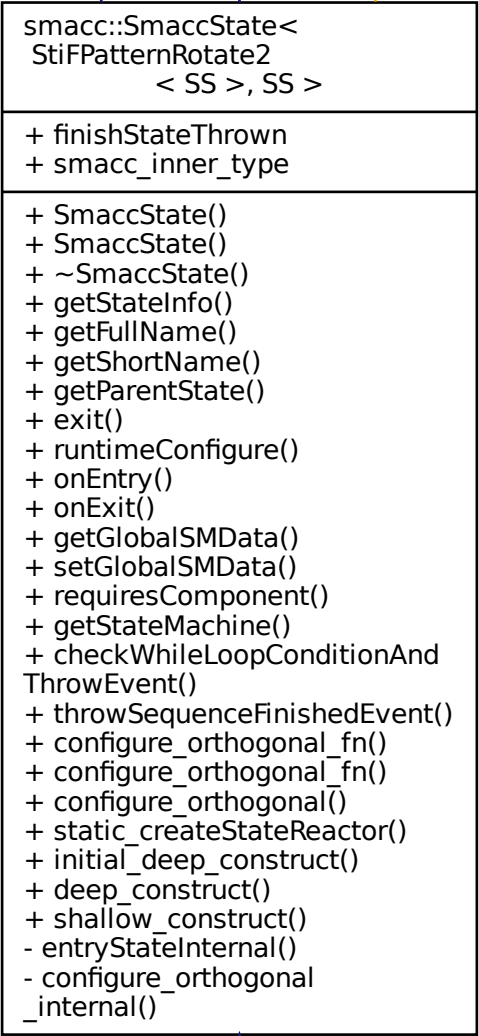 smacc::SmaccState<
StiFPatternRotate2
< SS >, SS >
+ finishStateThrown
+ smacc_inner_type
+ SmaccState()
+ SmaccState()
+ ~SmaccState()
+ getStateInfo()
+ getFullName()
+ getShortName()
+ getParentState()
+ exit()
+ runtimeConfigure()
+ onEntry()
+ onExit()
+ getGlobalSMData()
+ setGlobalSMData()
+ requiresComponent()
+ getStateMachine()
+ checkWhileLoopConditionAnd
ThrowEvent()
+ throwSequenceFinishedEvent()
+ configure_orthogonal_fn()
+ configure_orthogonal_fn()
+ configure_orthogonal()
+ static_createStateReactor()
+ initial_deep_construct()
+ deep_construct()
+ shallow_construct()
- entryStateInternal()
- configure_orthogonal
_internal()